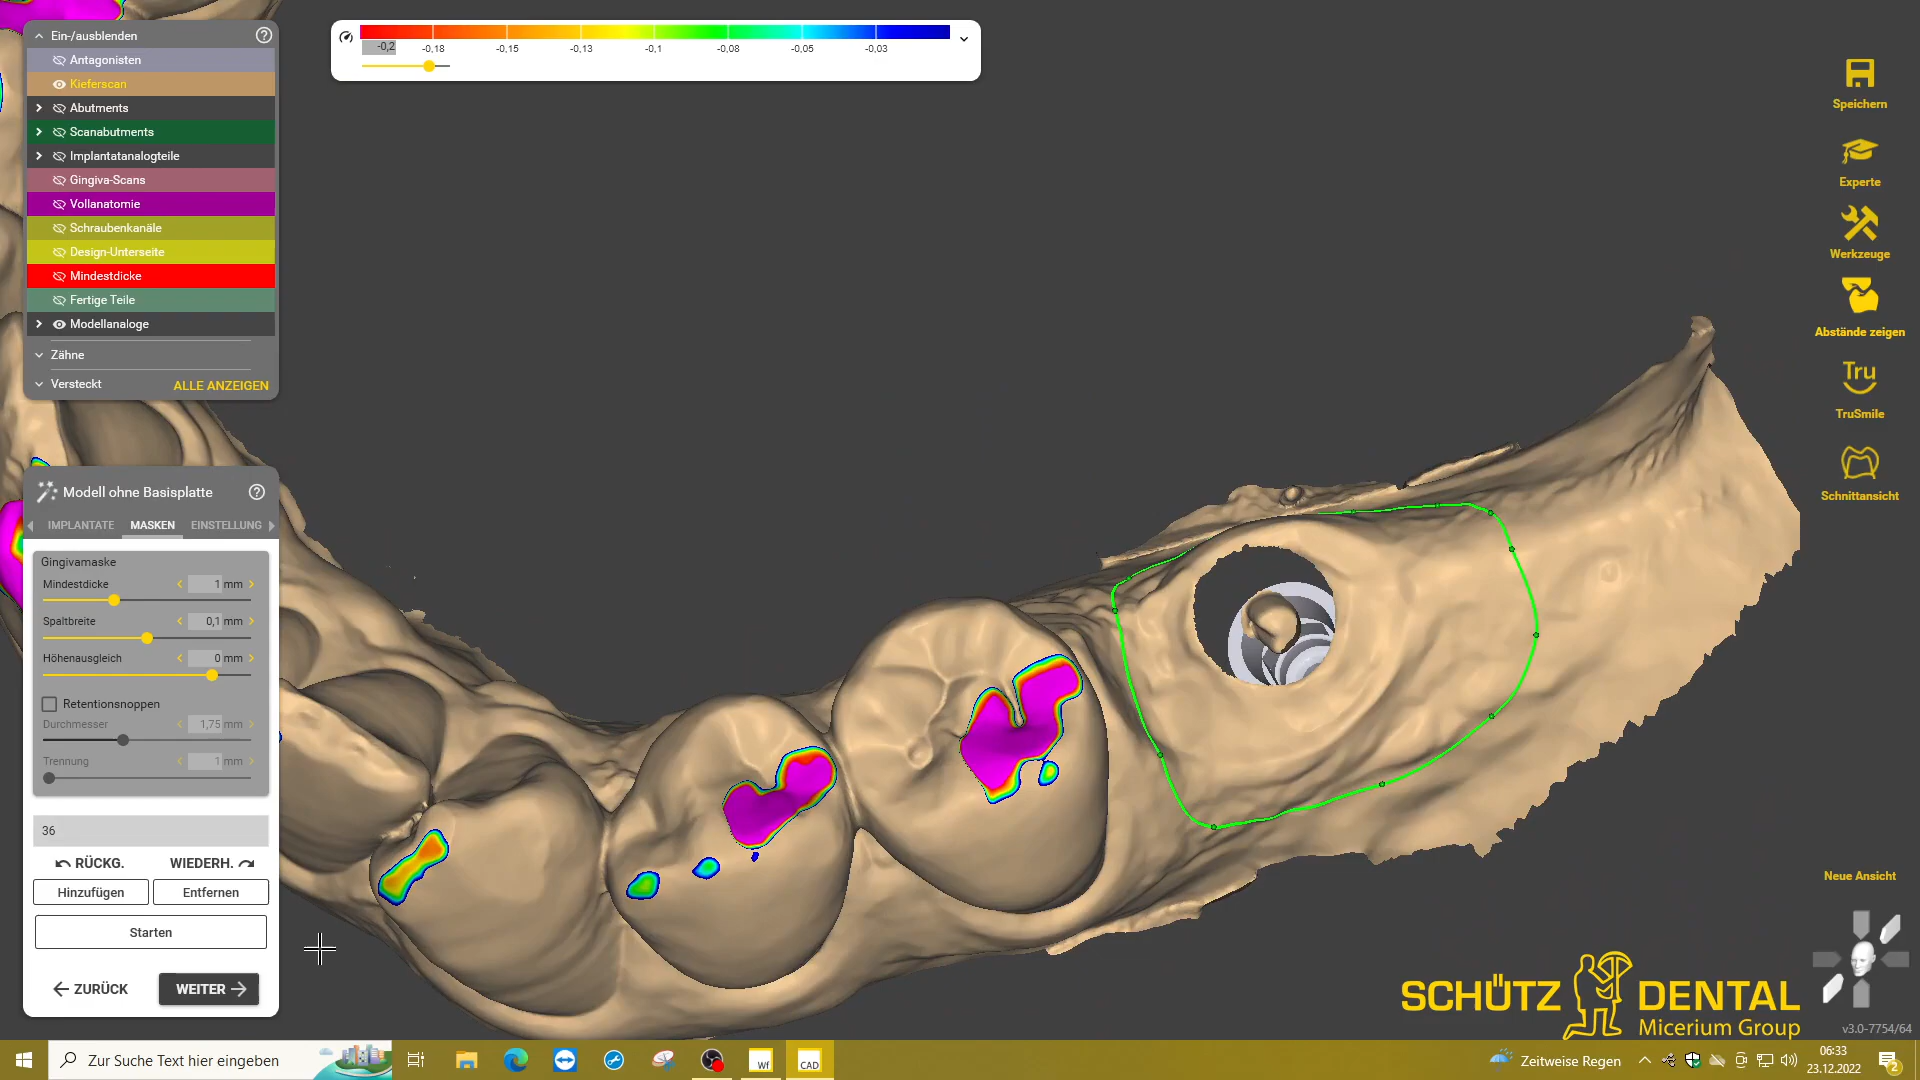 Ein-/ausblenden
Antagonisten
Kieferscan
Abutments
Scanabutments
Implantatanalogteile
Gingiva-Scans
Vollanatomie
Schraubenkanäle
Design-Unterseite
Mindestdicke
Fertige Teile
Modellanaloge
Zähne
Versteckt ALLE ANZEIGEN
-0,2 -0,18 -0,15 -0,13 -0,1 -0,08 -0,05 -0,03
Speichern
Experte
Werkzeuge
Abstände zeigen
Tru
TruSmile
Schnittansicht
Modell ohne Basisplatte
IMPLANTATE MASKEN EINSTELLUNG
Gingivamaske
Mindestdicke 1 mm
Spaltbreite 0,1 mm
Höhenausgleich 0 mm
Retentionsnoppen
Durchmesser 1,75 mm
Trennung 1 mm
36
RÜCKG. WIEDERH.
Hinzufügen Entfernen
Starten
ZURÜCK WEITER
Neue Ansicht
SCHÜTZ DENTAL
Micerium Group
v3.0-7754/64
Zur Suche Text hier eingeben
Wf
CAD
Zeitweise Regen
06:33
23.12.2022
2